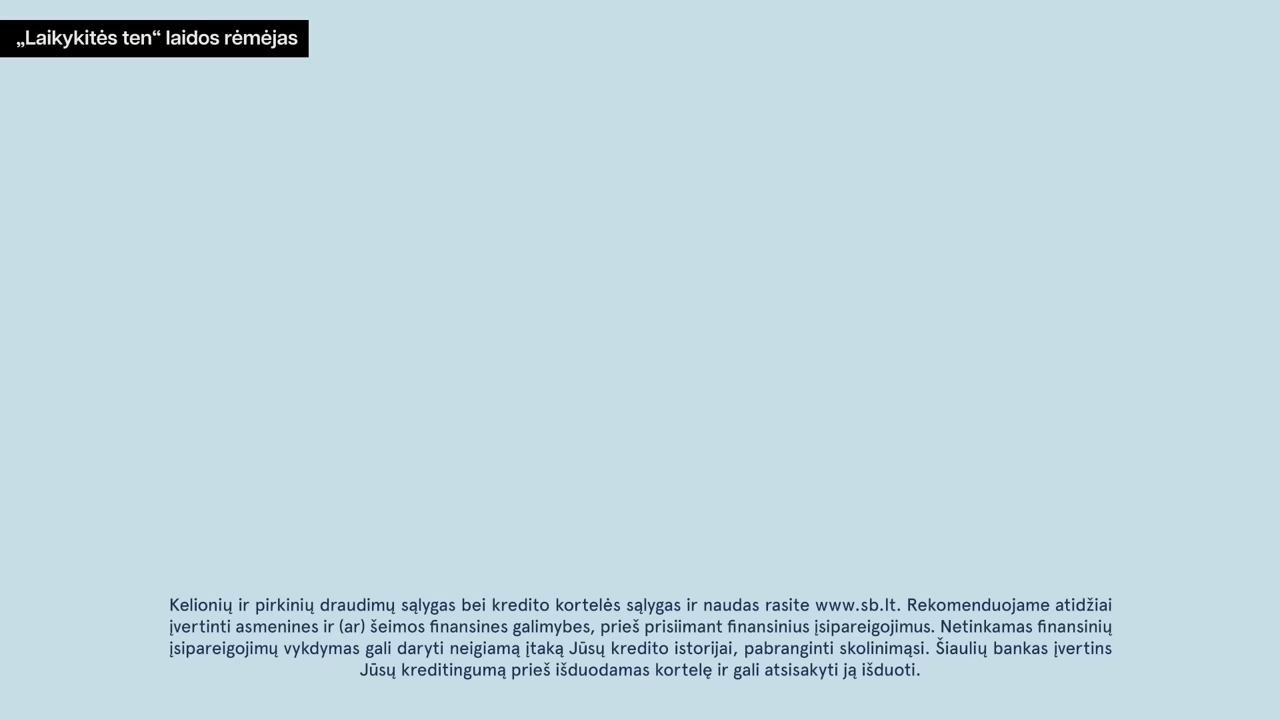 „Laikykitės ten“ laidos rėmėjas
Kelionių ir pirkinių draudimų sąlygas bei kredito kortelės sąlygas ir naudas rasite www.sb.lt. Rekomenduojame atidžiai
įvertinti asmenines ir (ar) šeimos finansines galimybes, prieš prisiimant finansinius įsipareigojimus. Netinkamas finansinių
įsipareigojimų vykdymas gali daryti neigiamą įtaką Jūsų kredito istorijai, pabranginti skolinimąsi. Šiaulių bankas įvertins
Jūsų kreditingumą prieš išduodamas kortelę ir gali atsisakyti ją išduoti.